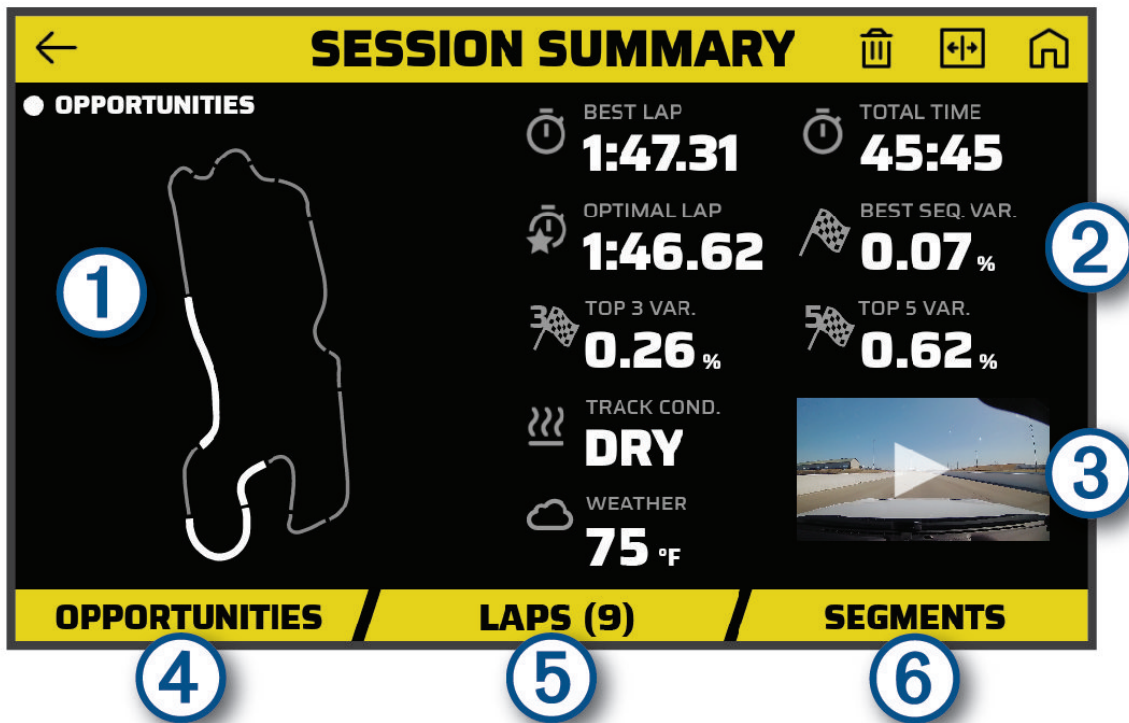 SESSION SUMMARY
OPPORTUNITIES
BEST LAP
1:47.31
TOTAL TIME
45:45
OPTIMAL LAP
1:46.62
BEST SEQ. VAR.
0.07 %
3
TOP 3 VAR.
0.26 %
5
TOP 5 VAR.
0.62 %
TRACK COND.
DRY
WEATHER
75 °F
1
2
3
OPPORTUNITIES
LAPS (9)
SEGMENTS
4
5
6